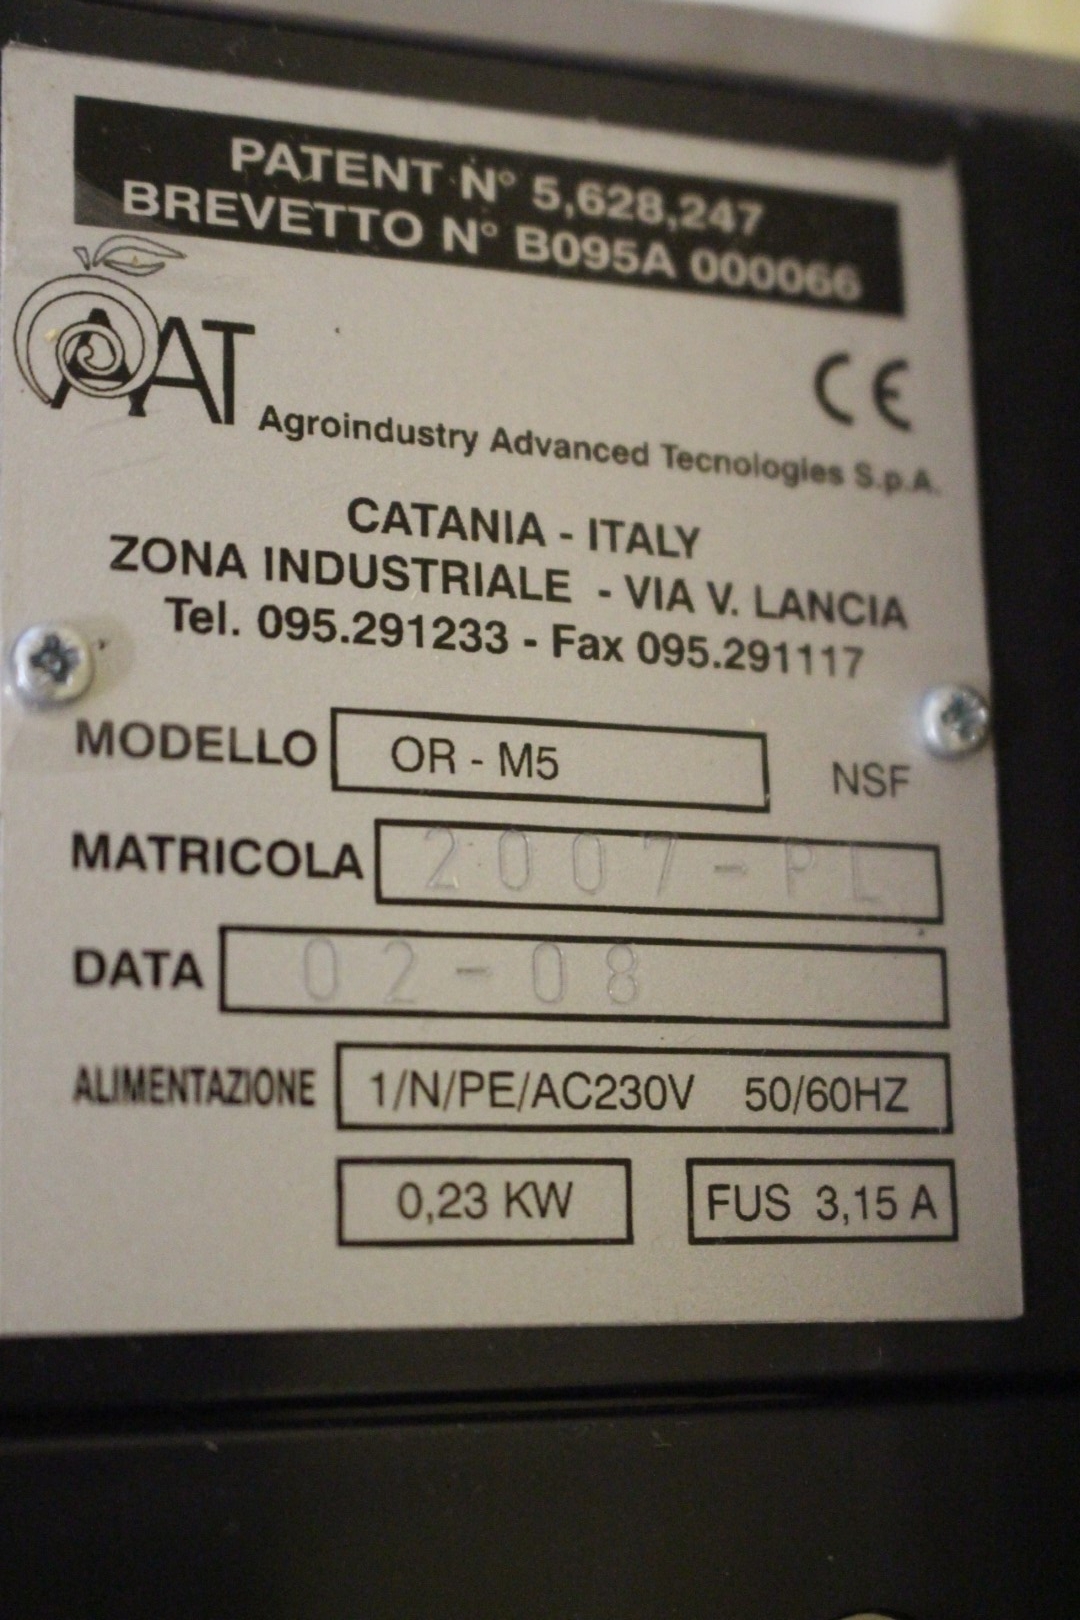 PATENT N° 5,628,247
BREVETTO N° B095A 000066
AAT
CE
Agroindustry Advanced Tecnologies S.p.A.
CATANIA - ITALY
ZONA INDUSTRIALE - VIA V. LANCIA
Tel. 095.291233 - Fax 095.291117
MODELLO OR - M5 NSF
MATRICOLA 2007-PL
DATA 02-08
ALIMENTAZIONE 1/N/PE/AC230V 50/60HZ
0,23 KW FUS 3,15 A